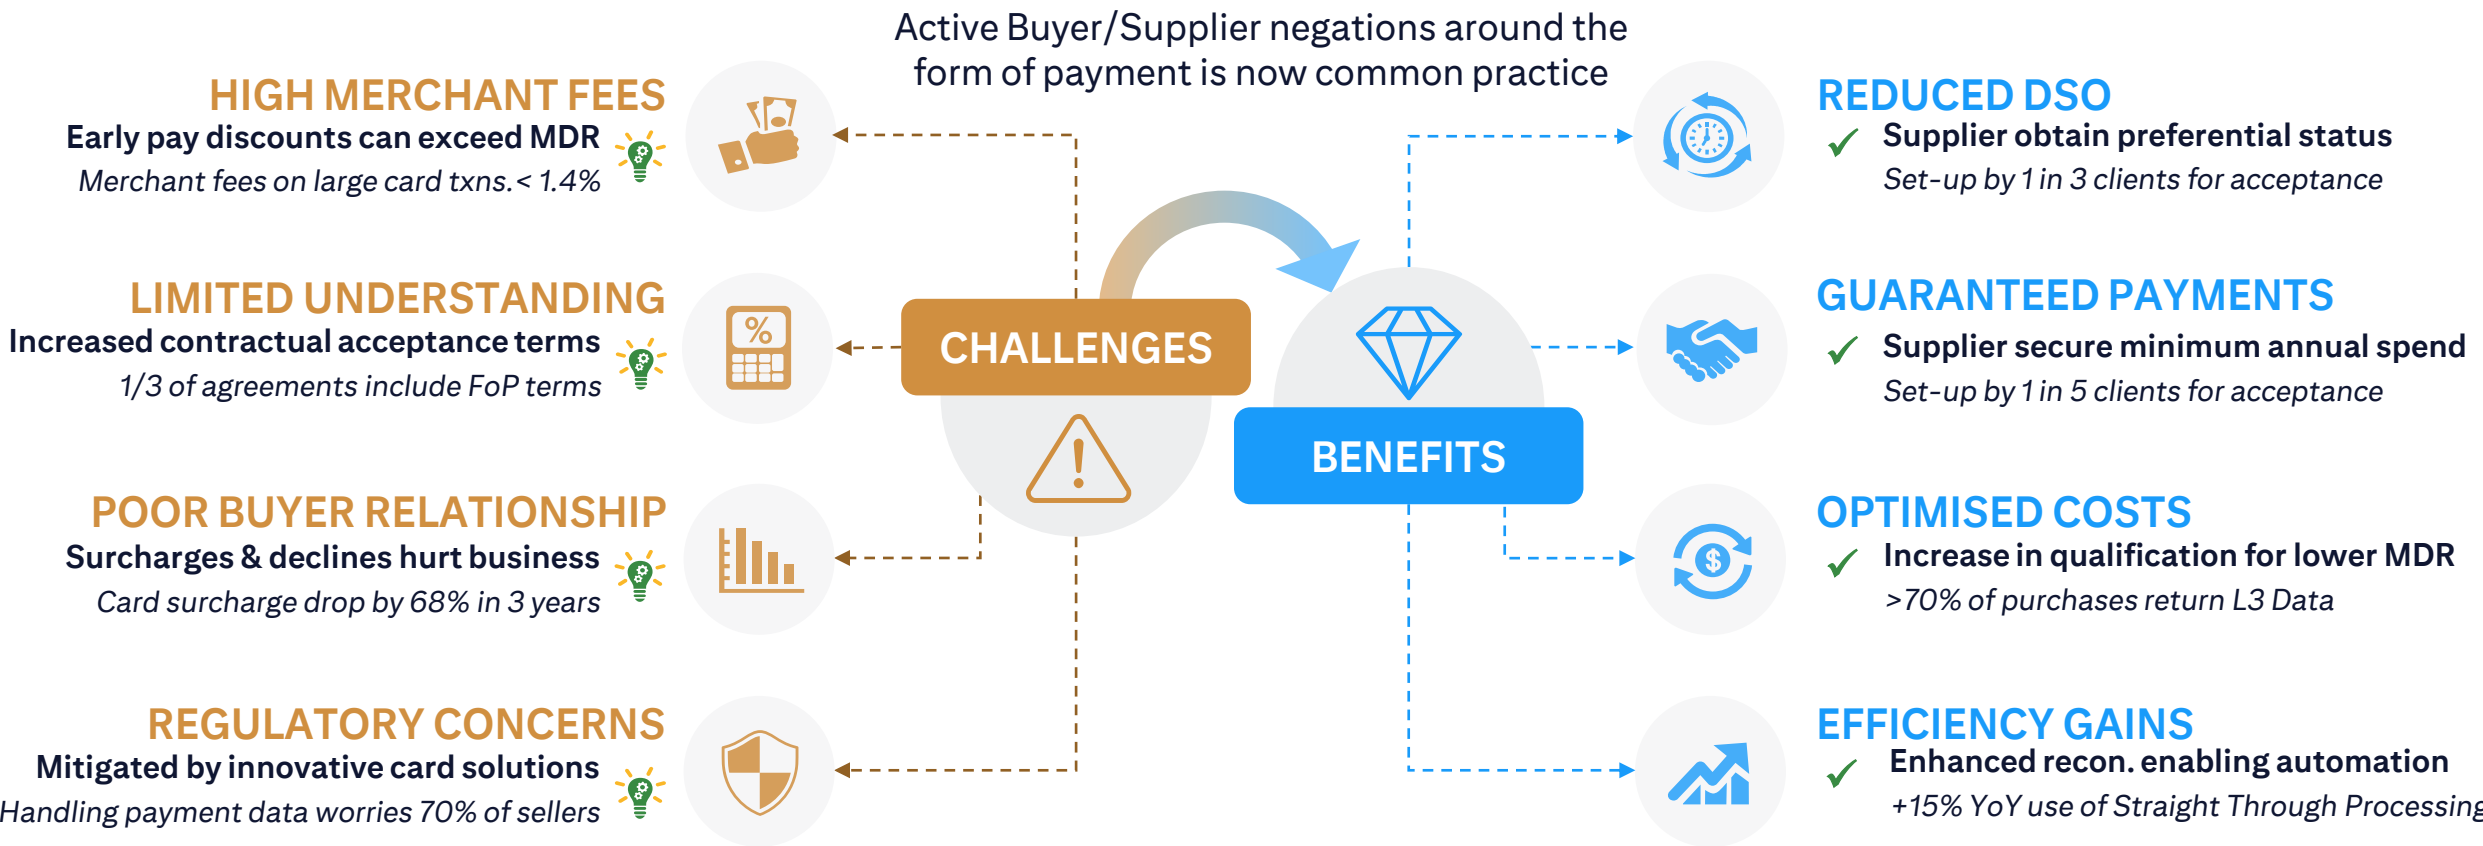 Active Buyer/Supplier negations around the
form of payment is now common practice
HIGH MERCHANT FEES
Early pay discounts can exceed MDR
Merchant fees on large card txns.< 1.4%
LIMITED UNDERSTANDING
Increased contractual acceptance terms
1/3 of agreements include FoP terms
POOR BUYER RELATIONSHIP
Surcharges & declines hurt business
Card surcharge drop by 68% in 3 years
REGULATORY CONCERNS
Mitigated by innovative card solutions
Handling payment data worries 70% of sellers
%
CHALLENGES
!
BENEFITS
REDUCED DSO
Supplier obtain preferential status
Set-up by 1 in 3 clients for acceptance
GUARANTEED PAYMENTS
Supplier secure minimum annual spend
Set-up by 1 in 5 clients for acceptance
$
OPTIMISED COSTS
Increase in qualification for lower MDR
>70% of purchases return L3 Data
EFFICIENCY GAINS
Enhanced recon. enabling automation
+15% YoY use of Straight Through Processing